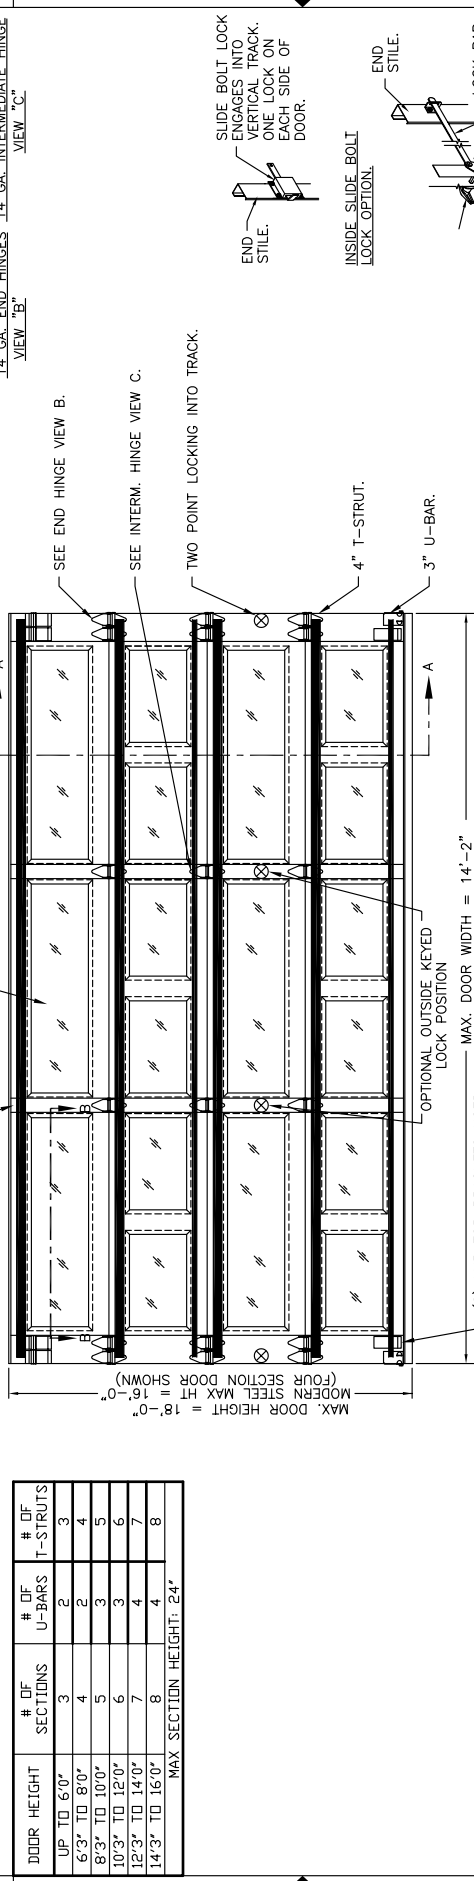 14 GA. END HINGES
VIEW "B"
14 GA. INTERMEDIATE HINGE
VIEW "C"
SEE END HINGE VIEW B.
SEE INTERM. HINGE VIEW C.
TWO POINT LOCKING INTO TRACK.
4" T-STRUT.
3" U-BAR.
A
A
B
B
OPTIONAL OUTSIDE KEYED
LOCK POSITION
MAX. DOOR WIDTH = 14'-2"
MAX. DOOR HEIGHT = 18'-0"
MODERN STEEL MAX HT = 16'-0"
(FOUR SECTION DOOR SHOWN)
SLIDE BOLT LOCK
ENGAGES INTO
VERTICAL TRACK.
ONE LOCK ON
EACH SIDE OF
DOOR.
END
STILE.
INSIDE SLIDE BOLT
LOCK OPTION.
END
STILE.
DOOR HEIGHT # OF SECTIONS # OF U-BARS # OF T-STRUTS
UP TO 6'0" 3 2 3
6'3" TO 8'0" 4 2 4
8'3" TO 10'0" 5 3 5
10'3" TO 12'0" 6 3 6
12'3" TO 14'0" 7 4 7
14'3" TO 16'0" 8 4 8
MAX SECTION HEIGHT: 24"